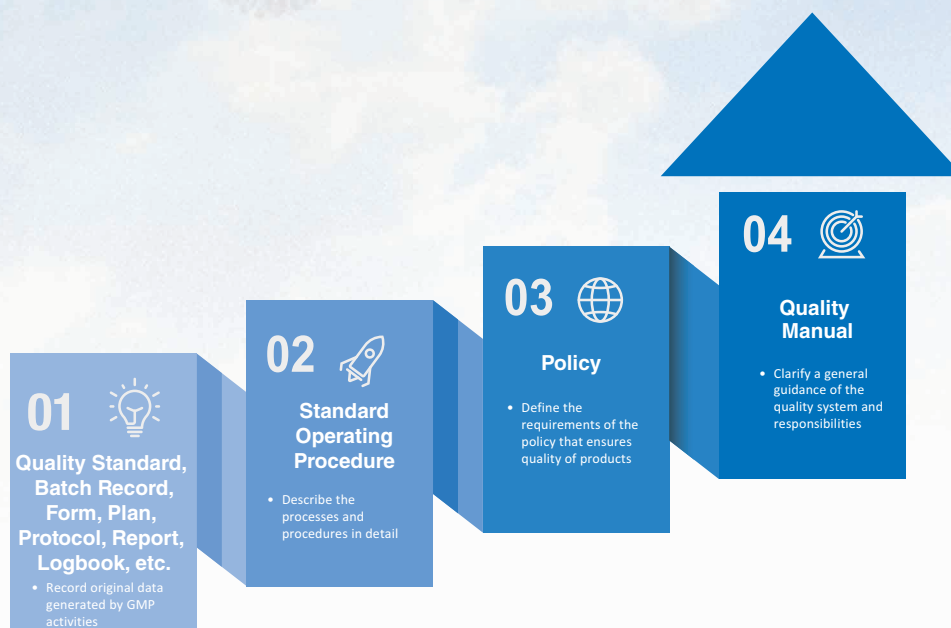 01
Quality Standard,
Batch Record,
Form, Plan,
Protocol, Report,
Logbook, etc.
• Record original data
generated by GMP
activities
02
Standard
Operating
Procedure
• Describe the
processes and
procedures in detail
03
Policy
• Define the
requirements of the
policy that ensures
quality of products
04
Quality
Manual
• Clarify a general
guidance of the
quality system and
responsibilities